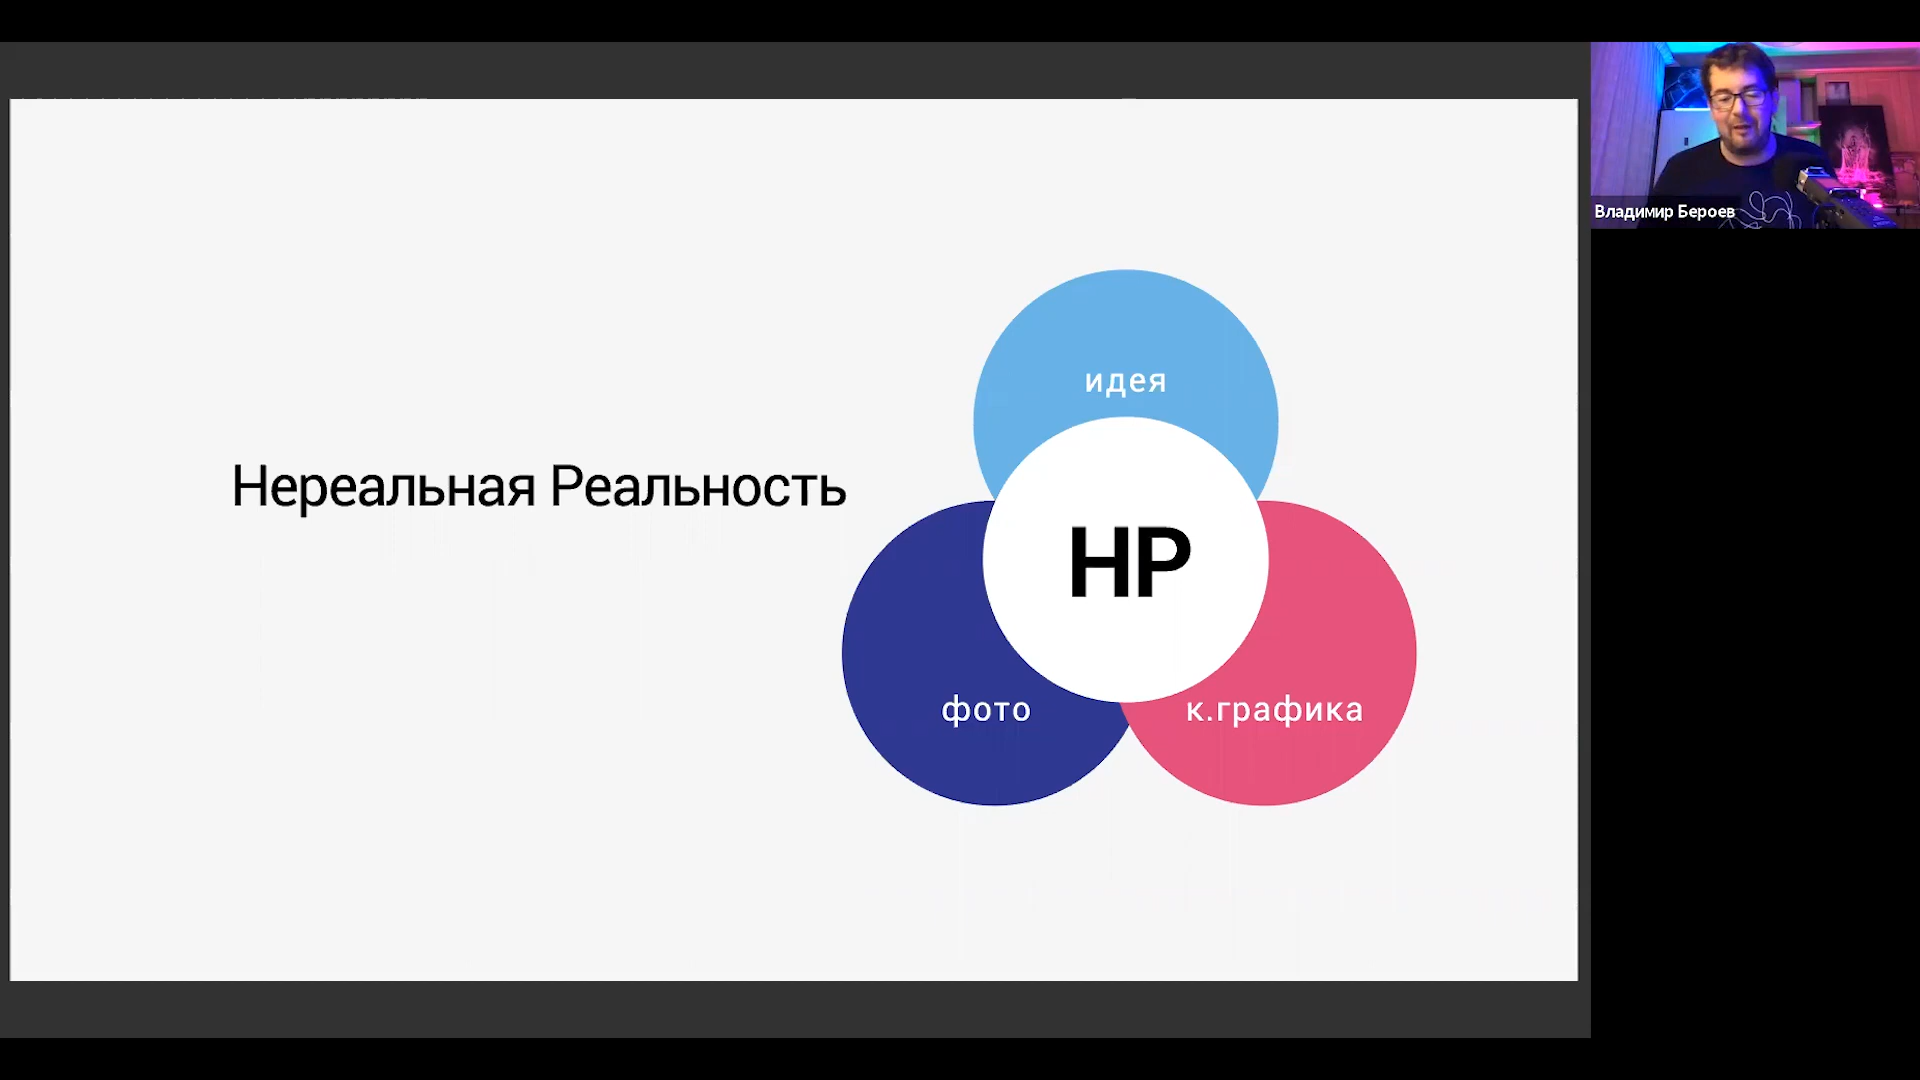 Владимир Бероев
идея
Нереальная Реальность
НР
фото
к.графика